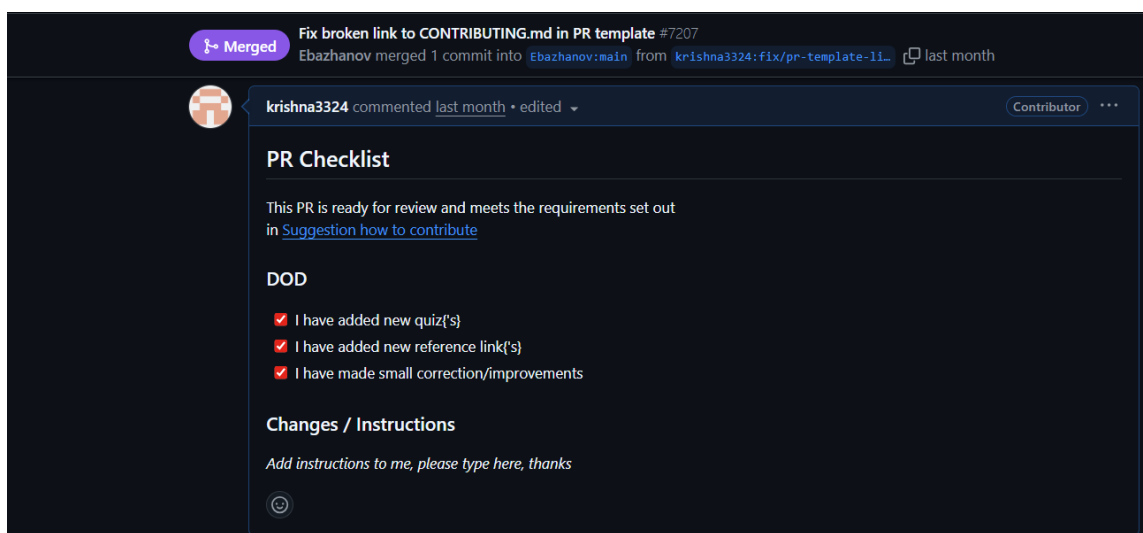 Merged
Fix broken link to CONTRIBUTING.md in PR template #7207
Ebazhanov merged 1 commit into Ebazhanov:main from krishna3324:fix/pr-template-li… last month
krishna3324 commented last month • edited
Contributor
PR Checklist
This PR is ready for review and meets the requirements set out
in Suggestion how to contribute
DOD
I have added new quiz{'s}
I have added new reference link{'s}
I have made small correction/improvements
Changes / Instructions
Add instructions to me, please type here, thanks